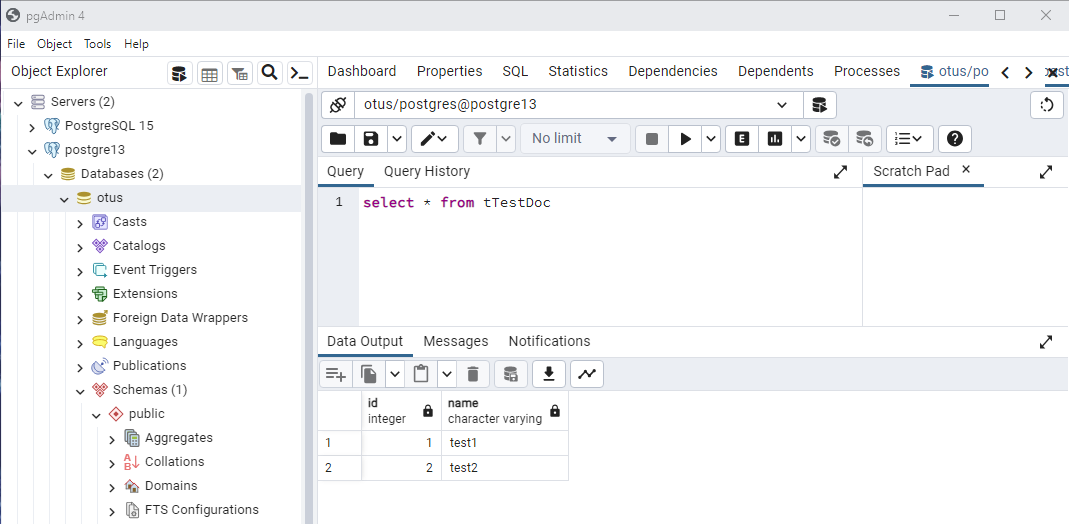 pgAdmin 4
File Object Tools Help
Object Explorer
Dashboard Properties SQL Statistics Dependencies Dependents Processes otus/po
Servers (2)
PostgreSQL 15
postgre13
Databases (2)
otus
Casts
Catalogs
Event Triggers
Extensions
Foreign Data Wrappers
Languages
Publications
Schemas (1)
public
Aggregates
Collations
Domains
FTS Configurations
otus/postgres@postgre13
No limit
E
Query Query History
Scratch Pad
1 select * from tTestDoc
Data Output Messages Notifications
id name
integer character varying
1 1 test1
2 2 test2